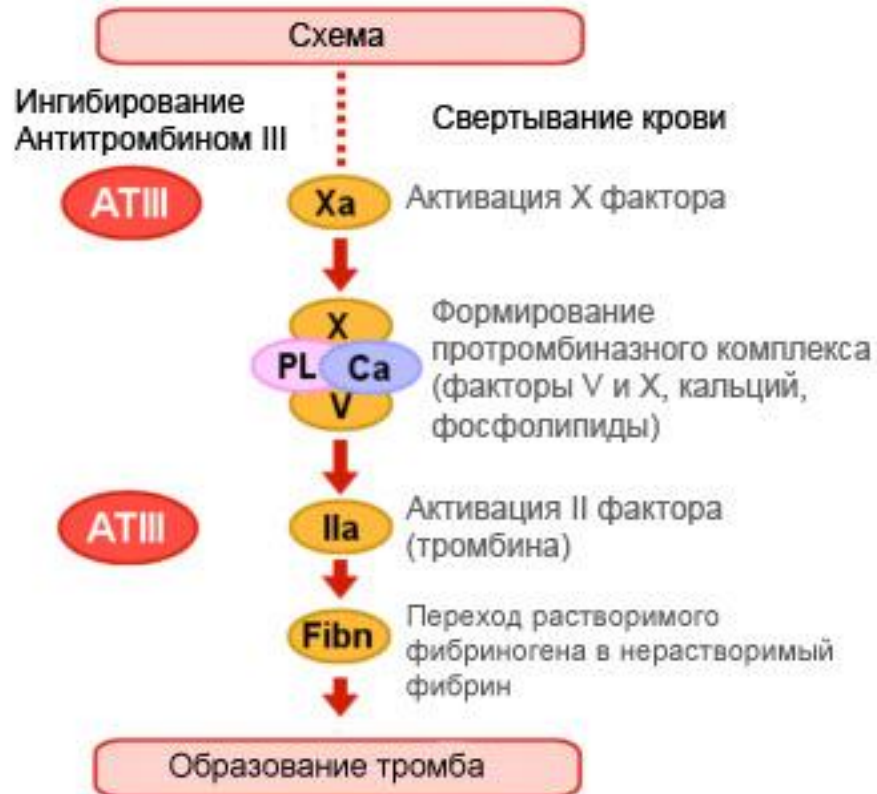 Схема
Ингибирование
Антитромбином III
Свертывание крови
ATIII
Xa
Активация X фактора
X
PL
Ca
V
Формирование
протромбиназного комплекса
(факторы V и X, кальций,
фосфолипиды)
ATIII
IIa
Активация II фактора
(тромбина)
Fibn
Переход растворимого
фибриногена в нерастворимый
фибрин
Образование тромба